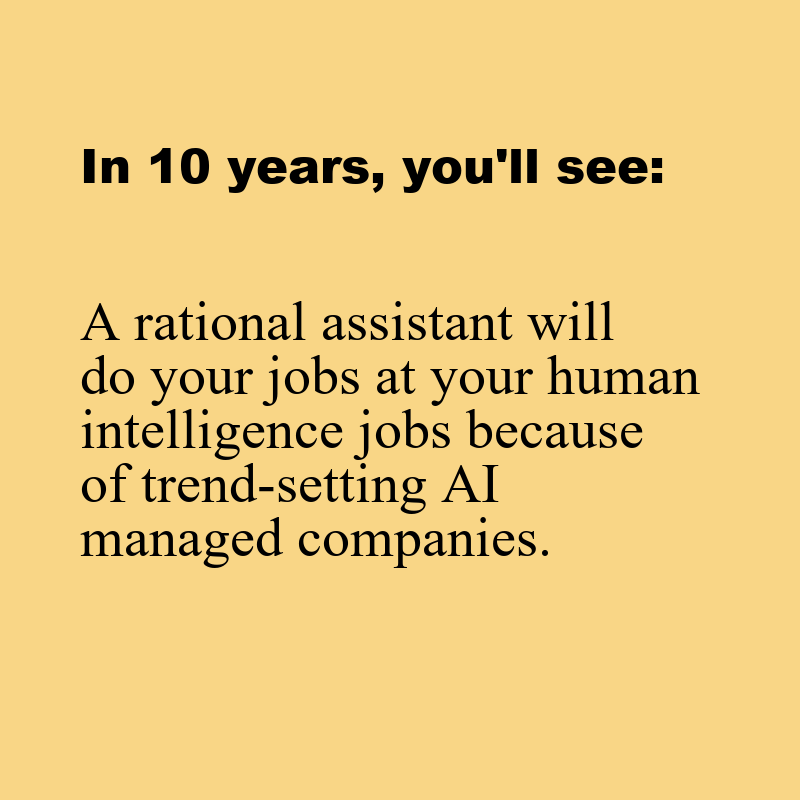 In 10 years, you'll see:
A rational assistant will
do your jobs at your human
intelligence jobs because
of trend-setting AI
managed companies.